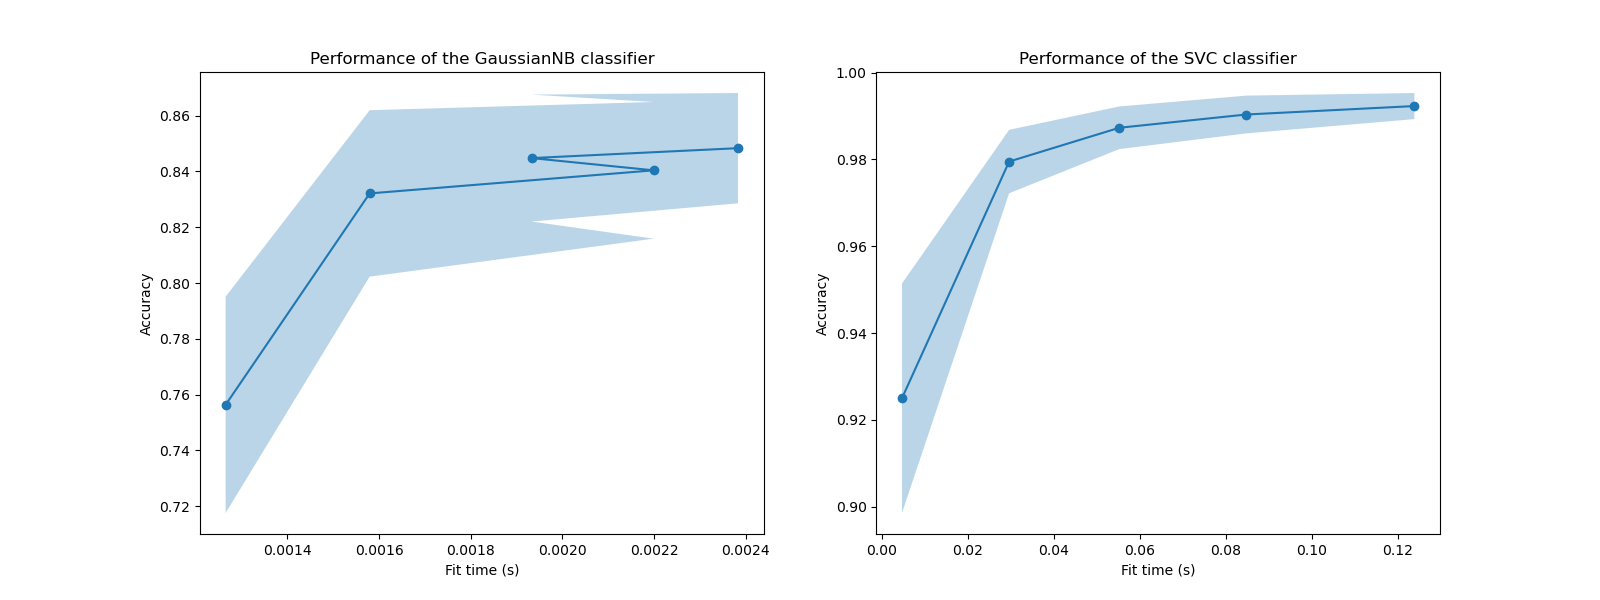 Performance of the GaussianNB classifier
Accuracy
0.86
0.84
0.82
0.80
0.78
0.76
0.74
0.72
0.0014 0.0016 0.0018 0.0020 0.0022 0.0024
Fit time (s)
Performance of the SVC classifier
Accuracy
1.00
0.98
0.96
0.94
0.92
0.90
0.00 0.02 0.04 0.06 0.08 0.10 0.12
Fit time (s)